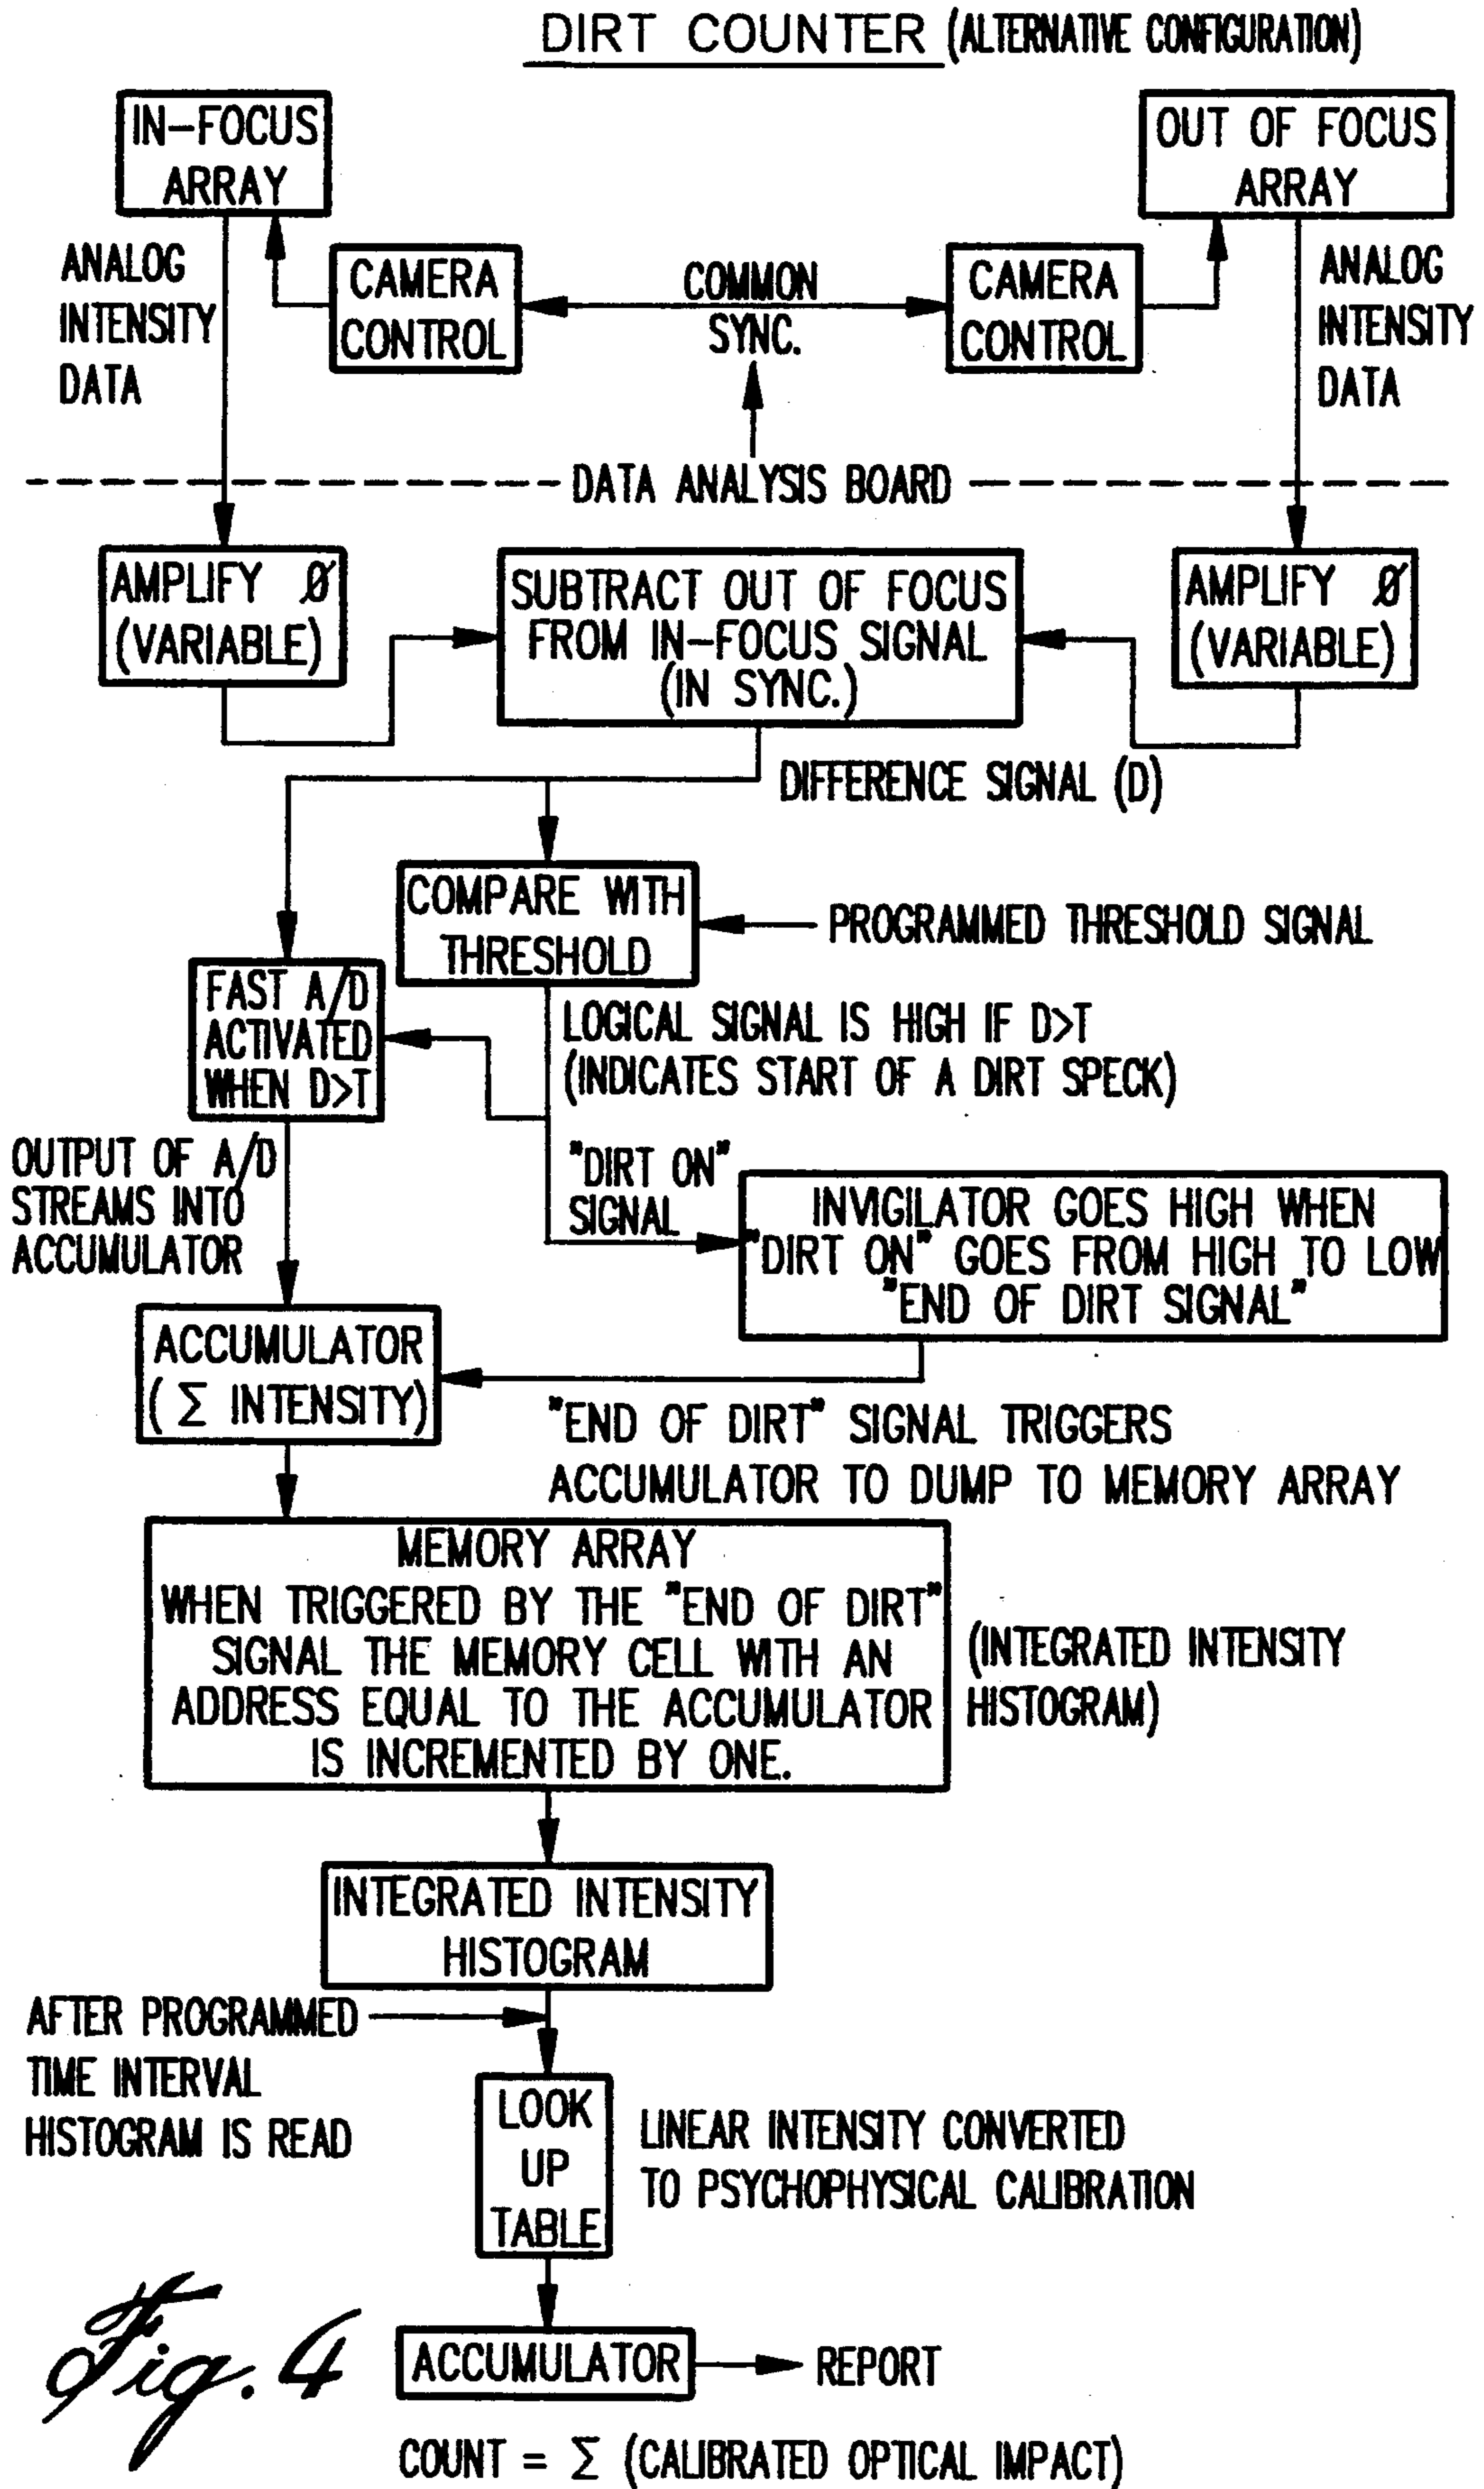 DIRT COUNTER (ALTERNATIVE CONFIGURATION)
IN-FOCUS
ARRAY
OUT OF FOCUS
ARRAY
ANALOG
INTENSITY
DATA
CAMERA
CONTROL
COMMON
SYNC.
CAMERA
CONTROL
ANALOG
INTENSITY
DATA
DATA ANALYSIS BOARD
AMPLIFY Ø
(VARIABLE)
SUBTRACT OUT OF FOCUS
FROM IN-FOCUS SIGNAL
(IN SYNC.)
AMPLIFY Ø
(VARIABLE)
DIFFERENCE SIGNAL (D)
COMPARE WITH
THRESHOLD
PROGRAMMED THRESHOLD SIGNAL
FAST A/D
ACTIVATED
WHEN D>T
LOGICAL SIGNAL IS HIGH IF D>T
(INDICATES START OF A DIRT SPECK)
OUTPUT OF A/D
STREAMS INTO
ACCUMULATOR
"DIRT ON"
SIGNAL
INVIGILATOR GOES HIGH WHEN
"DIRT ON" GOES FROM HIGH TO LOW
"END OF DIRT SIGNAL"
ACCUMULATOR
(Σ INTENSITY)
"END OF DIRT" SIGNAL TRIGGERS
ACCUMULATOR TO DUMP TO MEMORY ARRAY
MEMORY ARRAY
WHEN TRIGGERED BY THE "END OF DIRT"
SIGNAL THE MEMORY CELL WITH AN
ADDRESS EQUAL TO THE ACCUMULATOR
IS INCREMENTED BY ONE.
(INTEGRATED INTENSITY
HISTOGRAM)
INTEGRATED INTENSITY
HISTOGRAM
AFTER PROGRAMMED
TIME INTERVAL
HISTOGRAM IS READ
LOOK
UP
TABLE
LINEAR INTENSITY CONVERTED
TO PSYCHOPHYSICAL CALIBRATION
Fig. 4
ACCUMULATOR
REPORT
COUNT = Σ (CALIBRATED OPTICAL IMPACT)